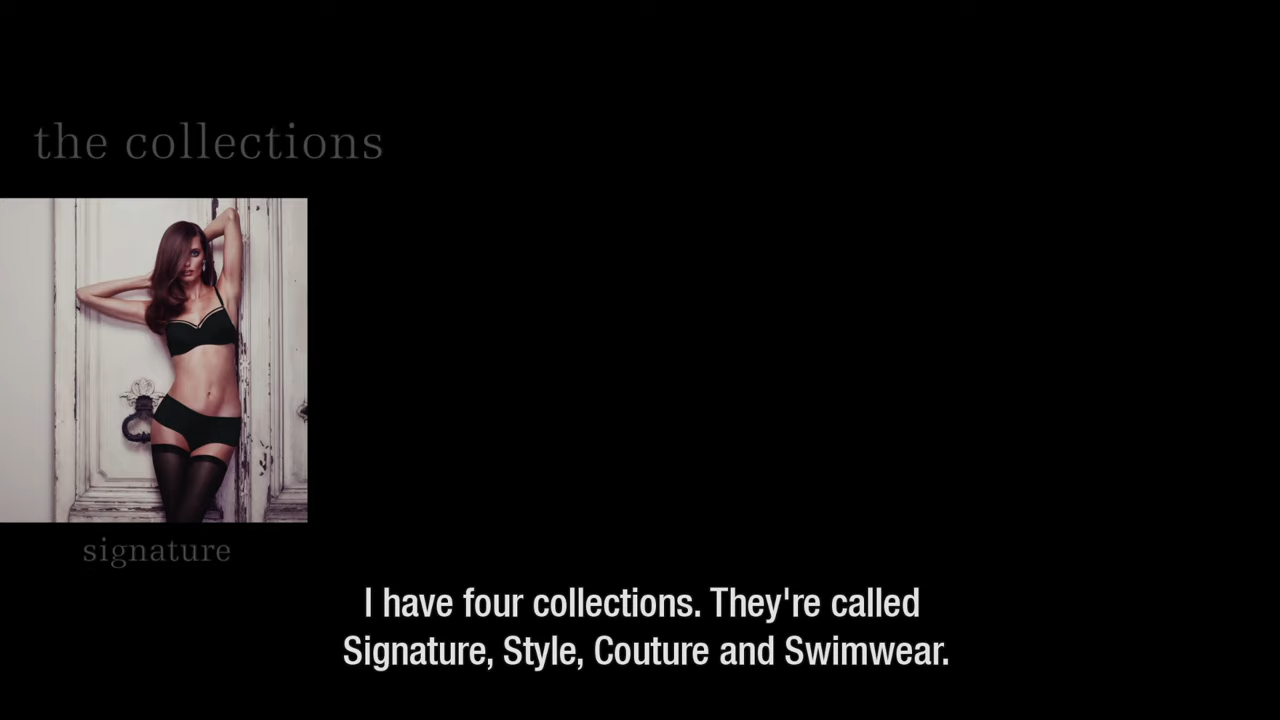 the collections
signature
I have four collections. They're called
Signature, Style, Couture and Swimwear.